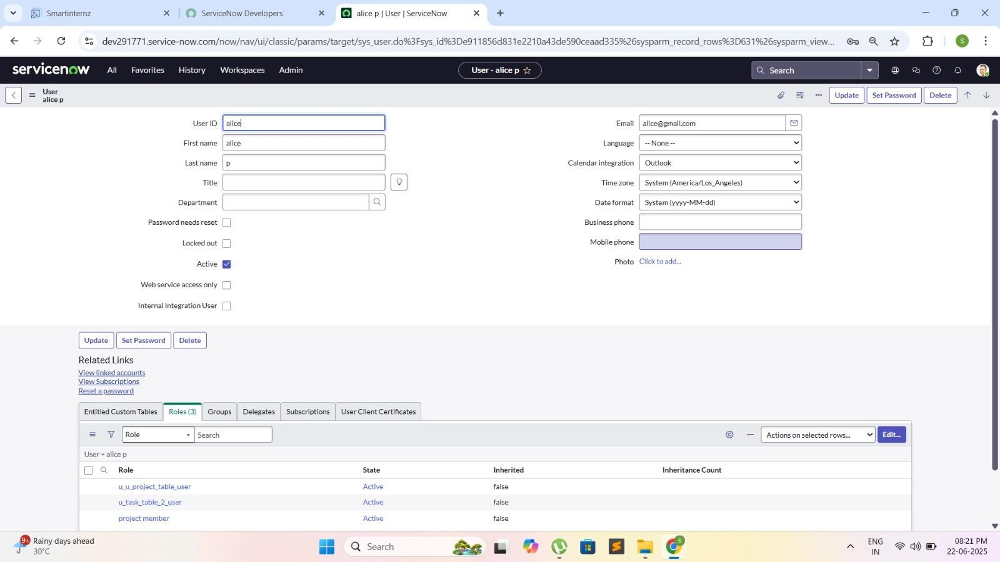 Smartinternz
ServiceNow Developers
alice p | User | ServiceNow
dev291771.service-now.com/now/nav/ui/classic/params/target/sys_user.do%3Fsys_id%3De911856d831e2210a43de590ceaad335%26sysparm_record_rows%3D631%26sysparm_view...
S
servicenow
All
Favorites
History
Workspaces
Admin
User - alice p
Search
User
alice p
Update
Set Password
Delete
User ID alice
First name alice
Last name p
Title
Department
Password needs reset
Locked out
Active
Web service access only
Internal Integration User
Email alice@gmail.com
Language -- None --
Calendar integration Outlook
Time zone System (America/Los_Angeles)
Date format System (yyyy-MM-dd)
Business phone
Mobile phone
Photo Click to add...
Update Set Password Delete
Related Links
View linked accounts
View Subscriptions
Reset a password
Entitled Custom Tables Roles (3) Groups Delegates Subscriptions User Client Certificates
Role Search Actions on selected rows... Edit...
User = alice p
Role State Inherited Inheritance Count
u_u_project_table_user Active false
u_task_table_2_user Active false
project member Active false
9+
Rainy days ahead
30°C
Search
S
ENG
IN
08:21 PM
22-06-2025